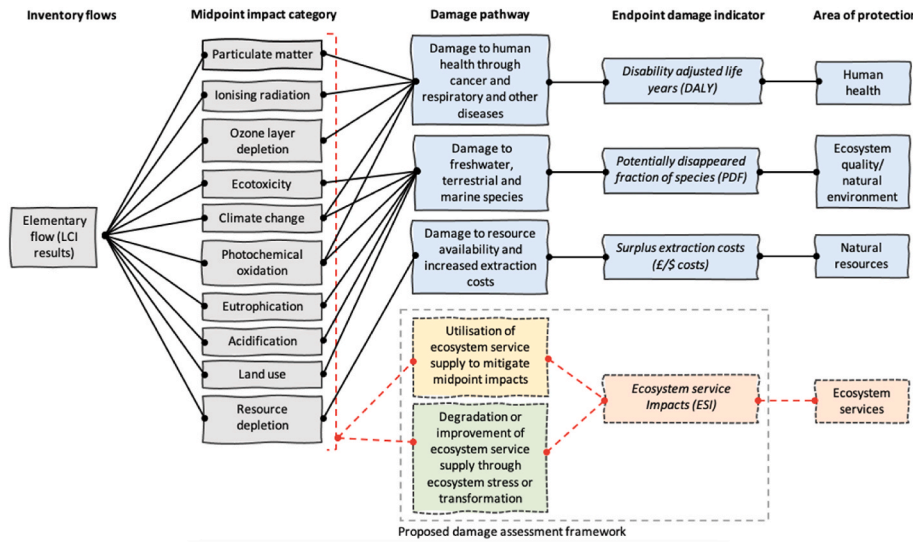 Inventory flows
Midpoint impact category
Damage pathway
Endpoint damage indicator
Area of protection
Elementary
flow (LCI
results)
Particulate matter
Ionising radiation
Ozone layer
depletion
Ecotoxicity
Climate change
Photochemical
oxidation
Eutrophication
Acidification
Land use
Resource
depletion
Damage to human
health through
cancer and
respiratory and other
diseases
Damage to
freshwater,
terrestrial and
marine species
Damage to resource
availability and
increased extraction
costs
Utilisation of
ecosystem service
supply to mitigate
midpoint impacts
Degradation or
improvement of
ecosystem service
supply through
ecosystem stress or
transformation
Disability adjusted life
years (DALY)
Potentially disappeared
fraction of species (PDF)
Surplus extraction costs
(£/$ costs)
Ecosystem service
Impacts (ESI)
Human
health
Ecosystem
quality/
natural
environment
Natural
resources
Ecosystem
services
Proposed damage assessment framework